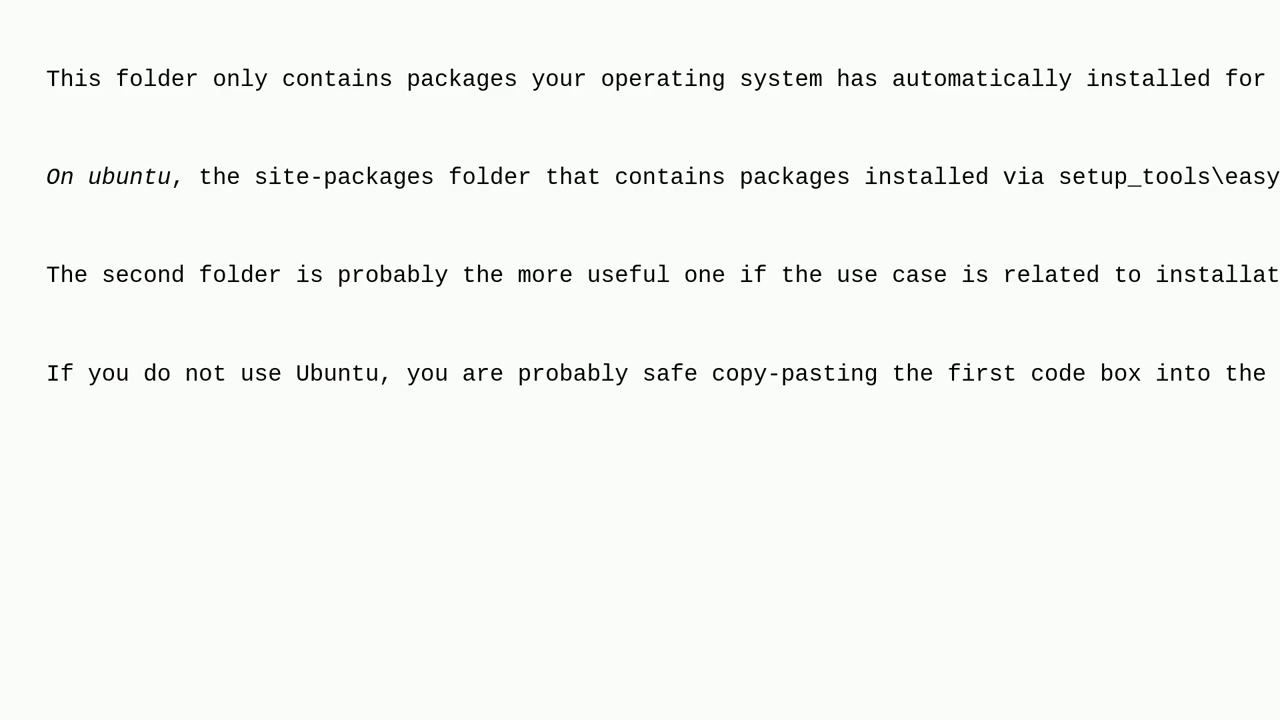 This folder only contains packages your operating system has automatically installed for
On ubuntu, the site-packages folder that contains packages installed via setup_tools\easy
The second folder is probably the more useful one if the use case is related to installat
If you do not use Ubuntu, you are probably safe copy-pasting the first code box into the